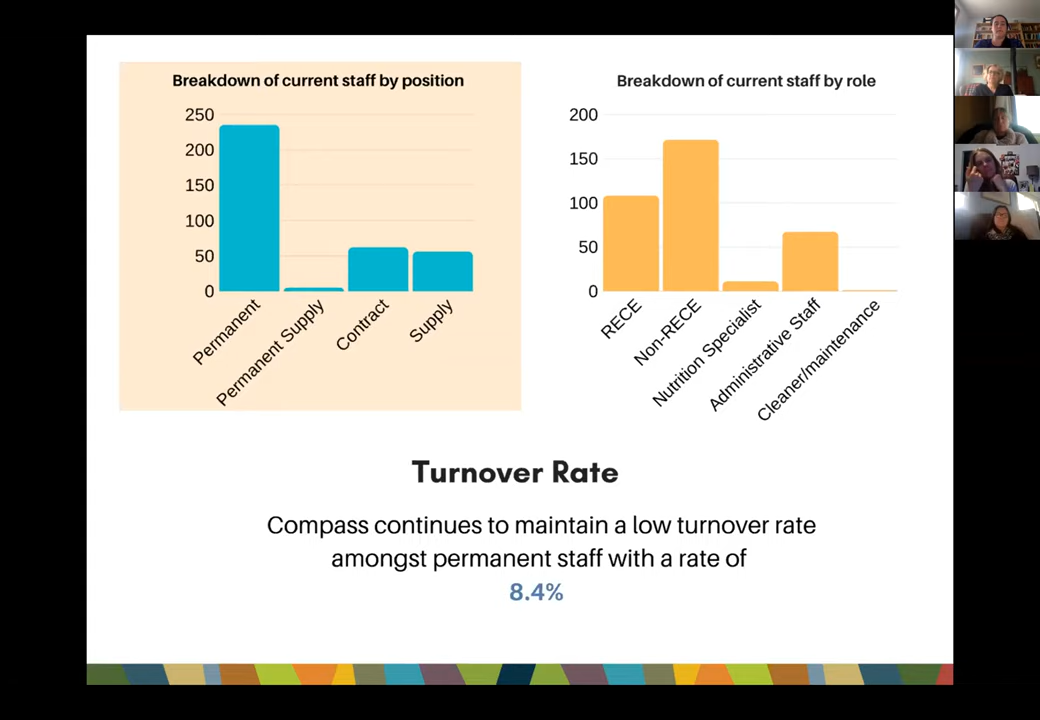 Breakdown of current staff by position
250
200
150
100
50
0
Permanent
Permanent Supply
Contract
Supply
Breakdown of current staff by role
200
150
100
50
0
RECE
Non-RECE
Nutrition Specialist
Administrative Staff
Cleaner/maintenance
Turnover Rate
Compass continues to maintain a low turnover rate
amongst permanent staff with a rate of
8.4%